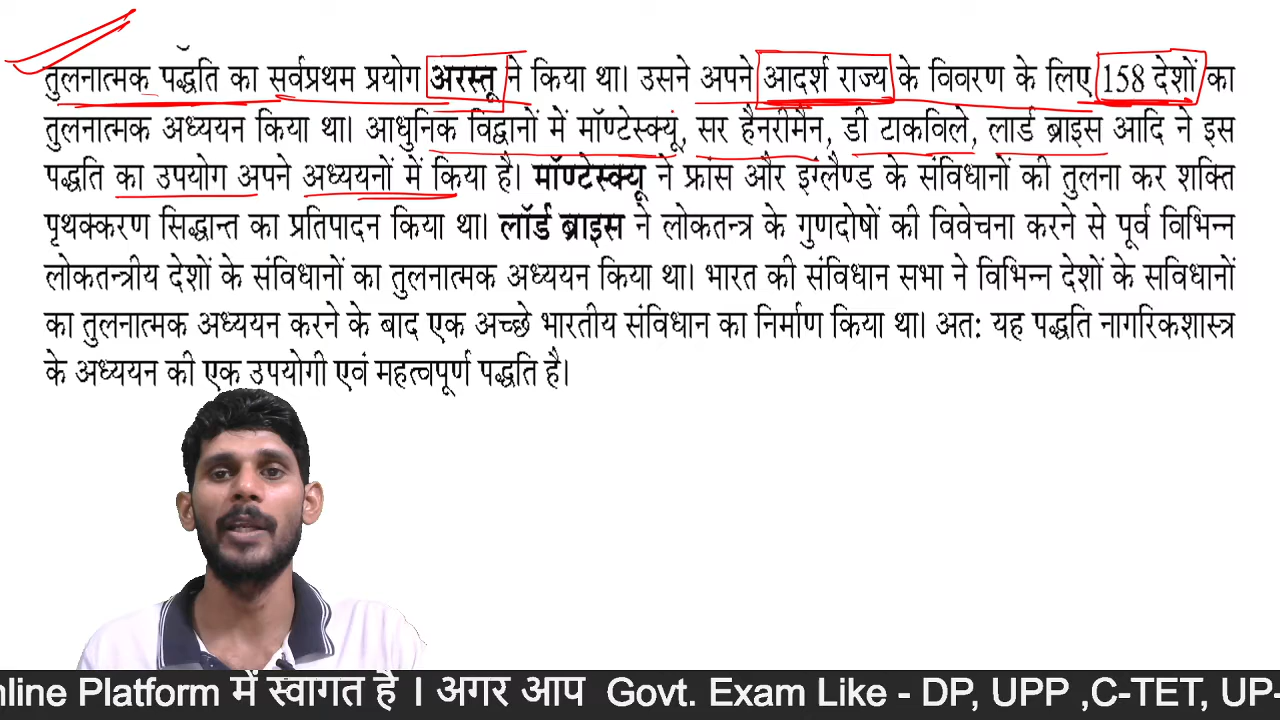 तुलनात्मक पद्धति का सर्वप्रथम प्रयोग अरस्तू ने किया था। उसने अपने आदर्श राज्य के विवरण के लिए 158 देशों का
तुलनात्मक अध्ययन किया था। आधुनिक विद्वानों में मॉण्टेस्क्यूं, सर हैनरीमैन, डी टाकविले, लार्ड ब्राइस आदि ने इस
पद्धति का उपयोग अपने अध्ययनों में किया है। मॉण्टेस्क्यू ने फ्रांस और इंग्लैण्ड के संविधानों की तुलना कर शक्ति
पृथक्करण सिद्धान्त का प्रतिपादन किया था। लॉर्ड ब्राइस ने लोकतन्त्र के गुणदोषों की विवेचना करने से पूर्व विभिन्न
लोकतन्त्रीय देशों के संविधानों का तुलनात्मक अध्ययन किया था। भारत की संविधान सभा ने विभिन्न देशों के सविधानों
का तुलनात्मक अध्ययन करने के बाद एक अच्छे भारतीय संविधान का निर्माण किया था। अत: यह पद्धति नागरिकशास्त्र
के अध्ययन की एक उपयोगी एवं महत्वपूर्ण पद्धति है।
nline Platform में स्वागत है । अगर आप Govt. Exam Like - DP, UPP ,C-TET, UP-